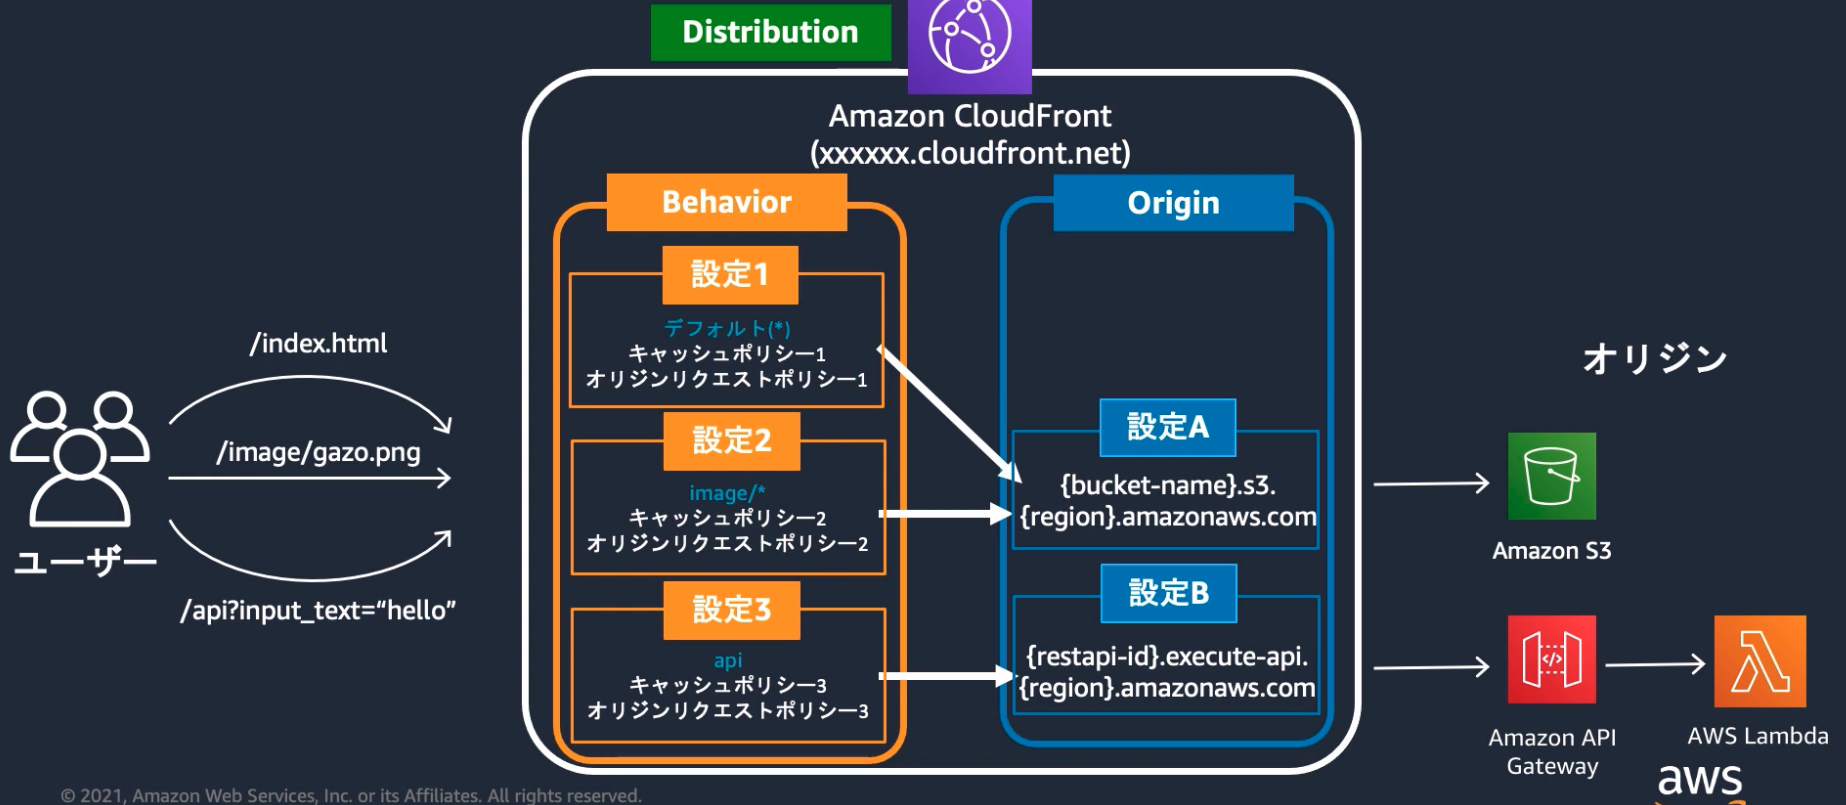 Distribution
Amazon CloudFront
(xxxxxx.cloudfront.net)
Behavior
設定1
デフォルト(*)
キャッシュポリシー1
オリジンリクエストポリシー1
設定2
image/*
キャッシュポリシー2
オリジンリクエストポリシー2
設定3
api
キャッシュポリシー3
オリジンリクエストポリシー3
Origin
設定A
{bucket-name}.s3.
{region}.amazonaws.com
設定B
{restapi-id}.execute-api.
{region}.amazonaws.com
/index.html
/image/gazo.png
/api?input_text=“hello”
ユーザー
オリジン
Amazon S3
Amazon API
Gateway
AWS Lambda
aws
© 2021, Amazon Web Services, Inc. or its Affiliates. All rights reserved.